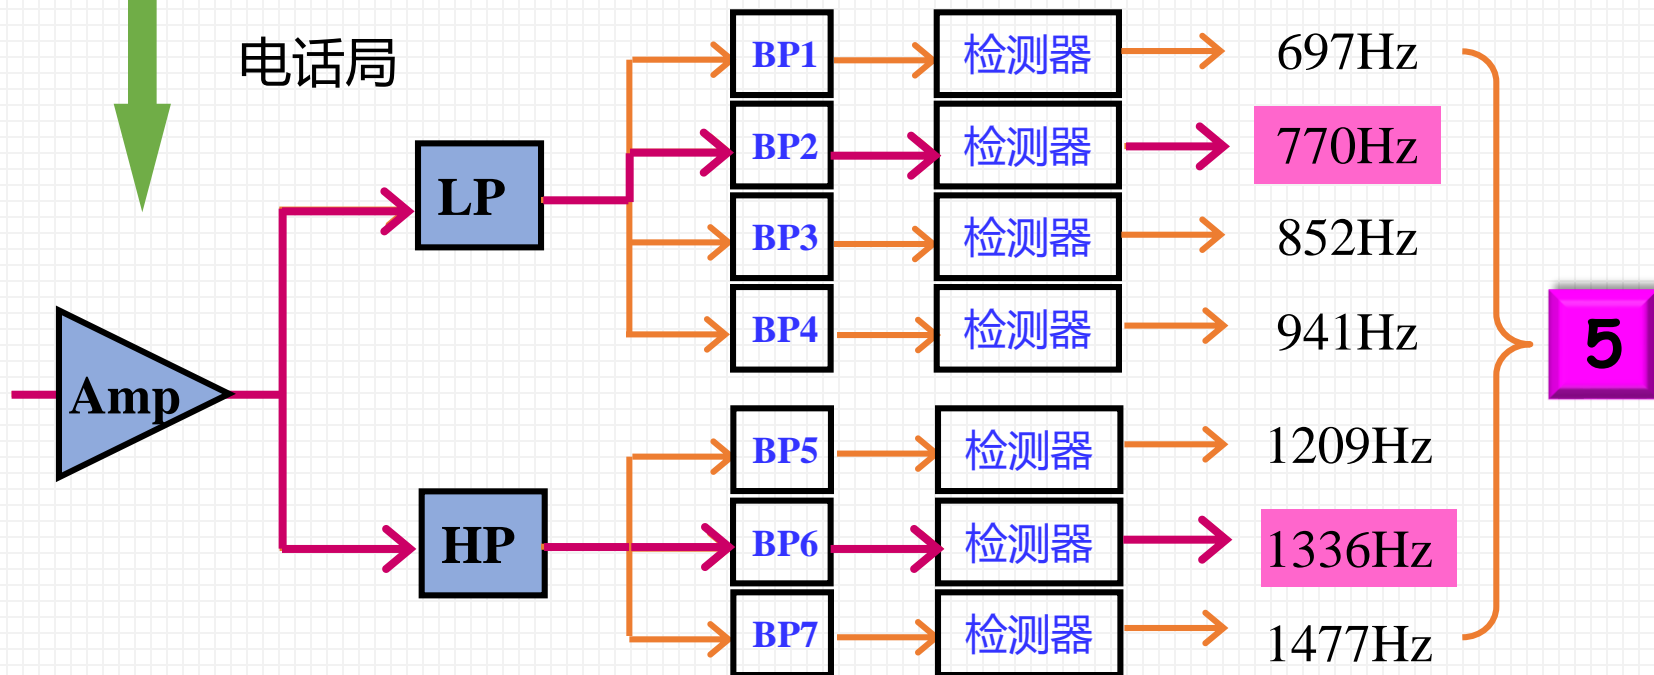 电话局
BP1 检测器 697Hz
BP2 检测器 770Hz
LP
BP3 检测器 852Hz
BP4 检测器 941Hz
5
Amp
BP5 检测器 1209Hz
HP
BP6 检测器 1336Hz
BP7 检测器 1477Hz